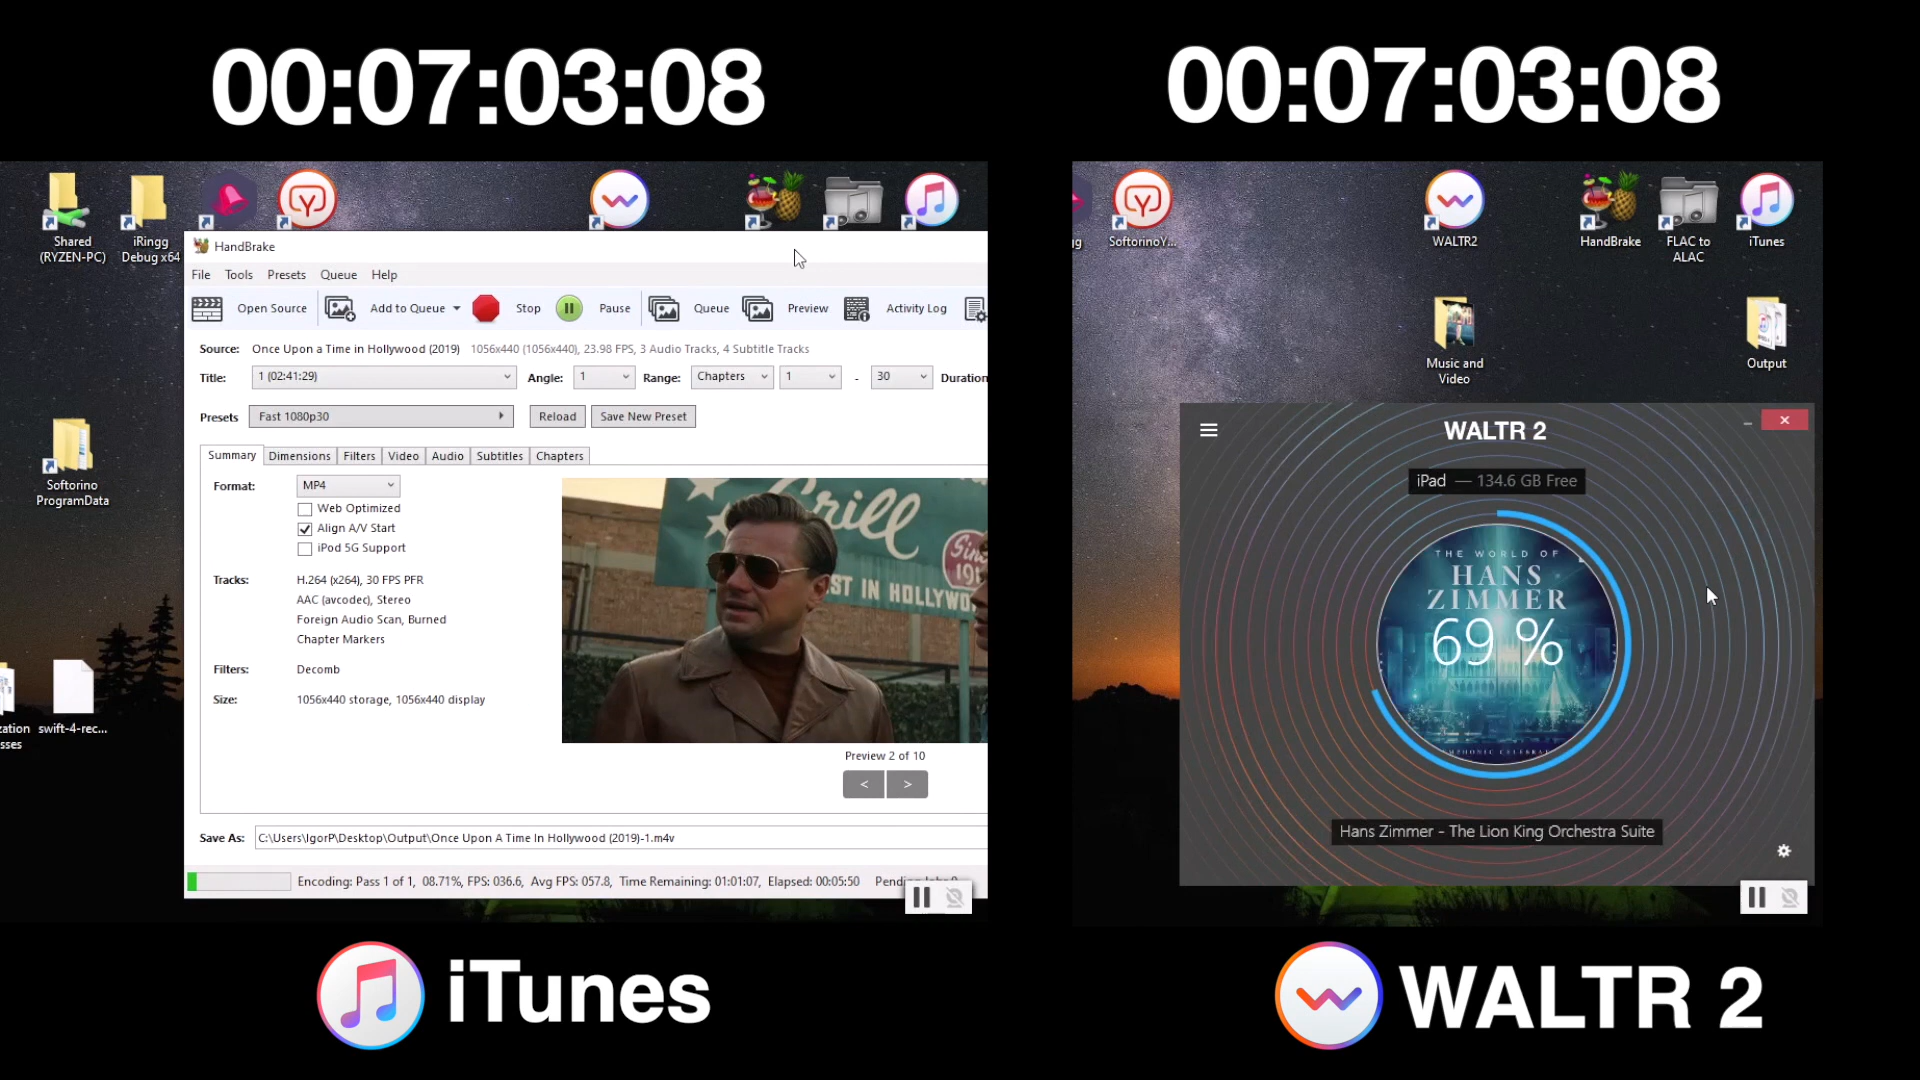 00:07:03:08
00:07:03:08
Shared
(RYZEN-PC)
iRingg
Debug x64
HandBrake
File Tools Presets Queue Help
Open Source
Add to Queue
Stop
Pause
Queue
Preview
Activity Log
Source: Once Upon a Time in Hollywood (2019) 1056x440 (1056x440), 23.98 FPS, 3 Audio Tracks, 4 Subtitle Tracks
Title: 1 (02:41:29) Angle: 1 Range: Chapters 1 - 30 Duration
Presets Fast 1080p30 Reload Save New Preset
Summary Dimensions Filters Video Audio Subtitles Chapters
Format: MP4
Web Optimized
Align A/V Start
iPod 5G Support
Tracks: H.264 (x264), 30 FPS PFR
AAC (avcodec), Stereo
Foreign Audio Scan, Burned
Chapter Markers
Filters: Decomb
Size: 1056x440 storage, 1056x440 display
Grill
ST IN HOLLYWO
Preview 2 of 10
< >
Save As: C:\Users\IgorP\Desktop\Output\Once Upon A Time In Hollywood (2019)-1.m4v
Encoding: Pass 1 of 1, 08.71%, FPS: 036.6, Avg FPS: 057.8, Time Remaining: 01:01:07, Elapsed: 00:05:50
Softorino
ProgramData
zation
sses
swift-4-rec...
gg
SoftorinoY...
WALTR2
HandBrake
FLAC to
ALAC
iTunes
Music and
Video
Output
WALTR 2
iPad — 134.6 GB Free
THE WORLD OF
HANS
ZIMMER
69 %
Hans Zimmer - The Lion King Orchestra Suite
iTunes
WALTR 2